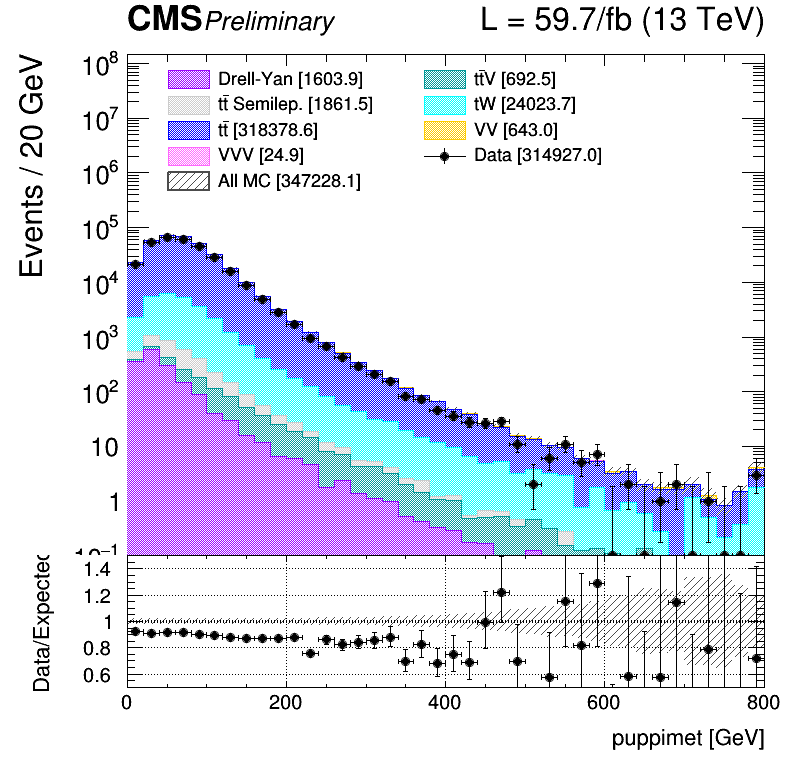 CMS Preliminary L = 59.7/fb (13 TeV)
Events / 20 GeV
10⁸
10⁷
10⁶
10⁵
10⁴
10³
10²
10
1
10⁻¹
Drell-Yan [1603.9]
tt̄ Semilep. [1861.5]
tt̄ [318378.6]
VVV [24.9]
All MC [347228.1]
tt̄V [692.5]
tW [24023.7]
VV [643.0]
Data [314927.0]
Data/Expected
1.4
1.2
1
0.8
0.6
0 200 400 600 800
puppimet [GeV]